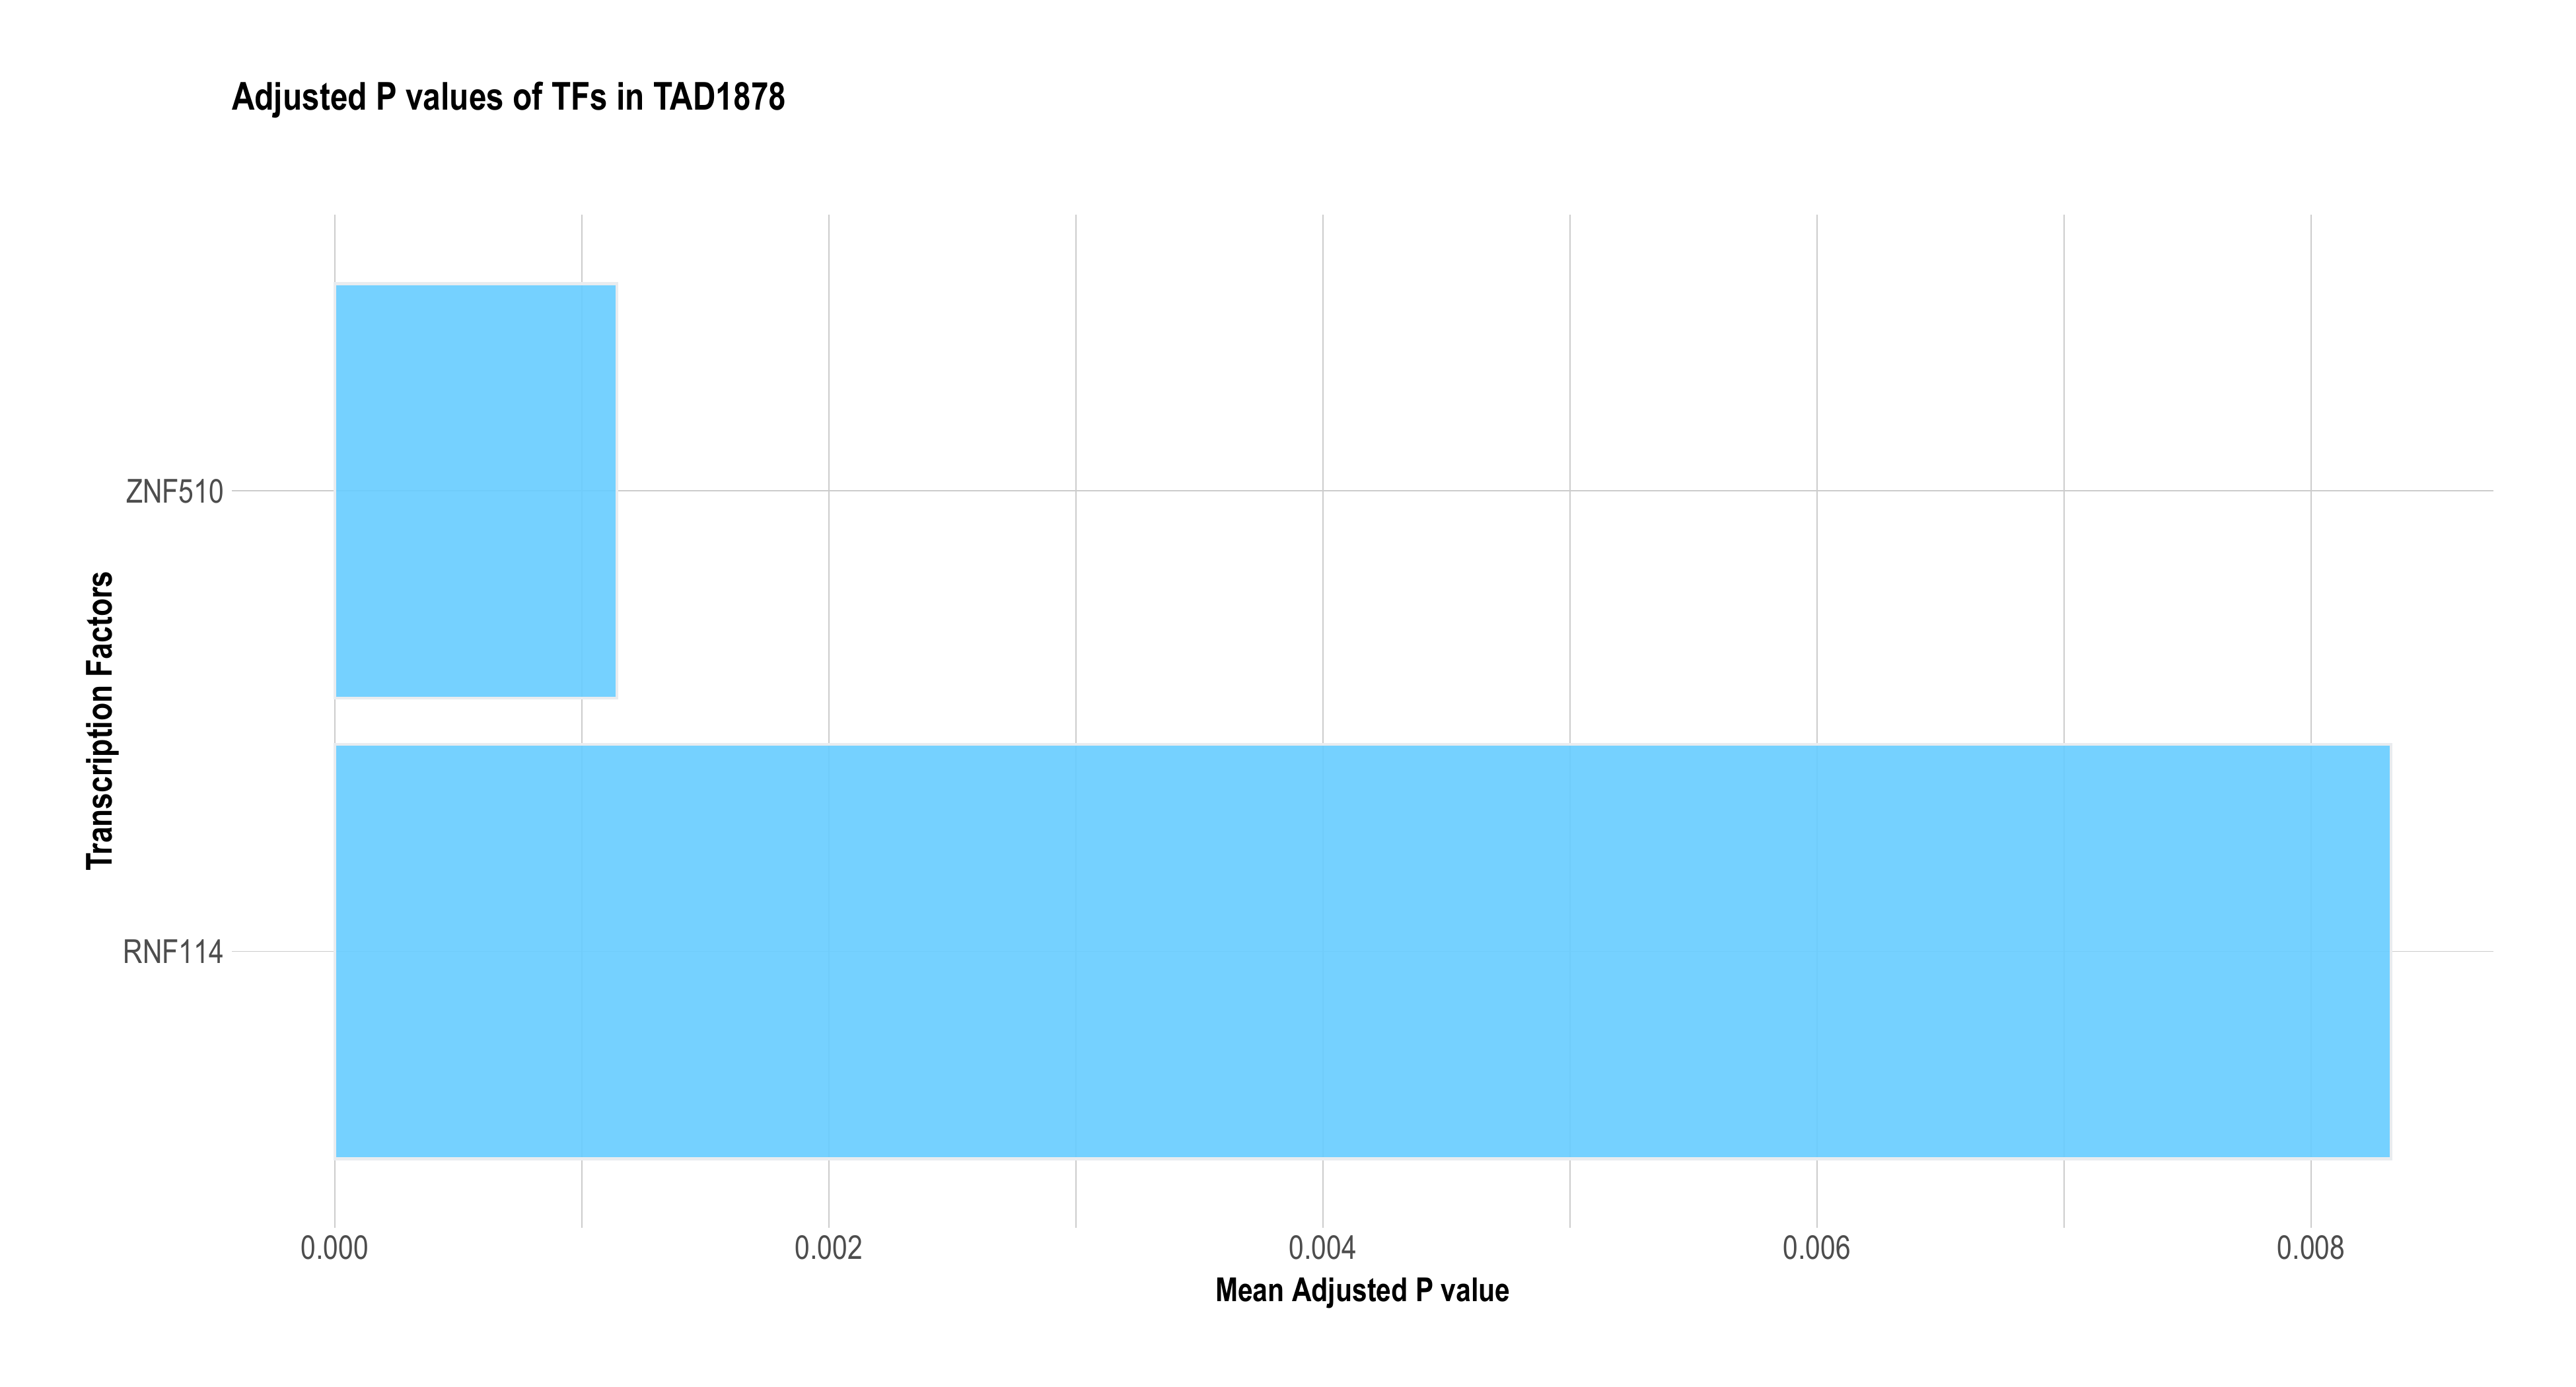 Adjusted P values of TFs in TAD1878
Transcription Factors
ZNF510
RNF114
0.000
0.002
0.004
0.006
0.008
Mean Adjusted P value